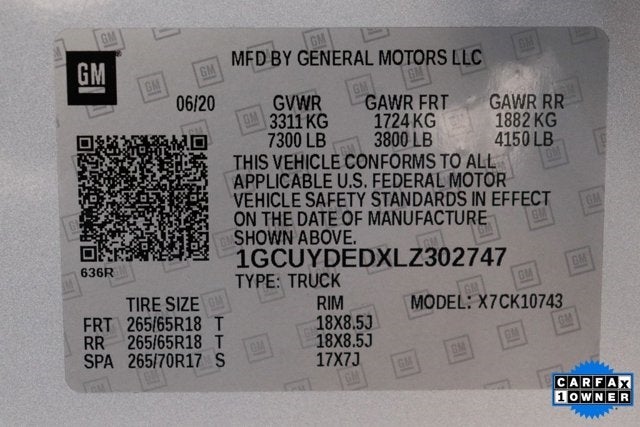 GM
MFD BY GENERAL MOTORS LLC
06/20 GVWR GAWR FRT GAWR RR
3311 KG 1724 KG 1882 KG
7300 LB 3800 LB 4150 LB
THIS VEHICLE CONFORMS TO ALL
APPLICABLE U.S. FEDERAL MOTOR
VEHICLE SAFETY STANDARDS IN EFFECT
ON THE DATE OF MANUFACTURE
SHOWN ABOVE.
636R
1GCUYDEDXLZ302747
TYPE: TRUCK
TIRE SIZE RIM MODEL: X7CK10743
FRT 265/65R18 T 18X8.5J
RR 265/65R18 T 18X8.5J
SPA 265/70R17 S 17X7J
CARFAX
1 OWNER